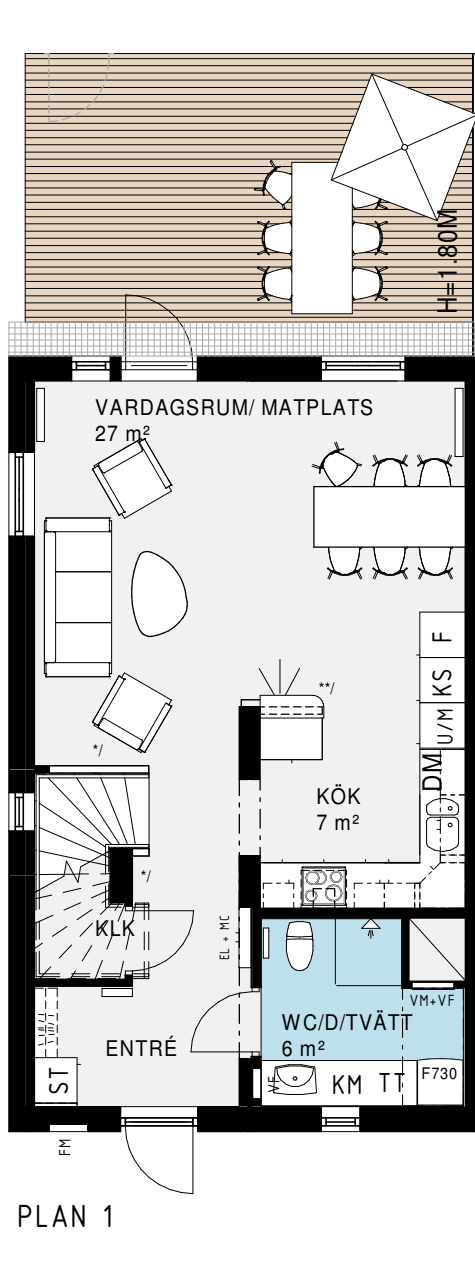 H=1.80M
VARDAGSRUM/ MATPLATS
27 m²
F
KS
U/M
**/
*/
DM
KÖK
7 m²
*/
KLK
EL + MC
VM+VF
WC/D/TVÄTT
6 m²
ENTRÉ
ST
VF
KM
TT
F730
FM
PLAN 1